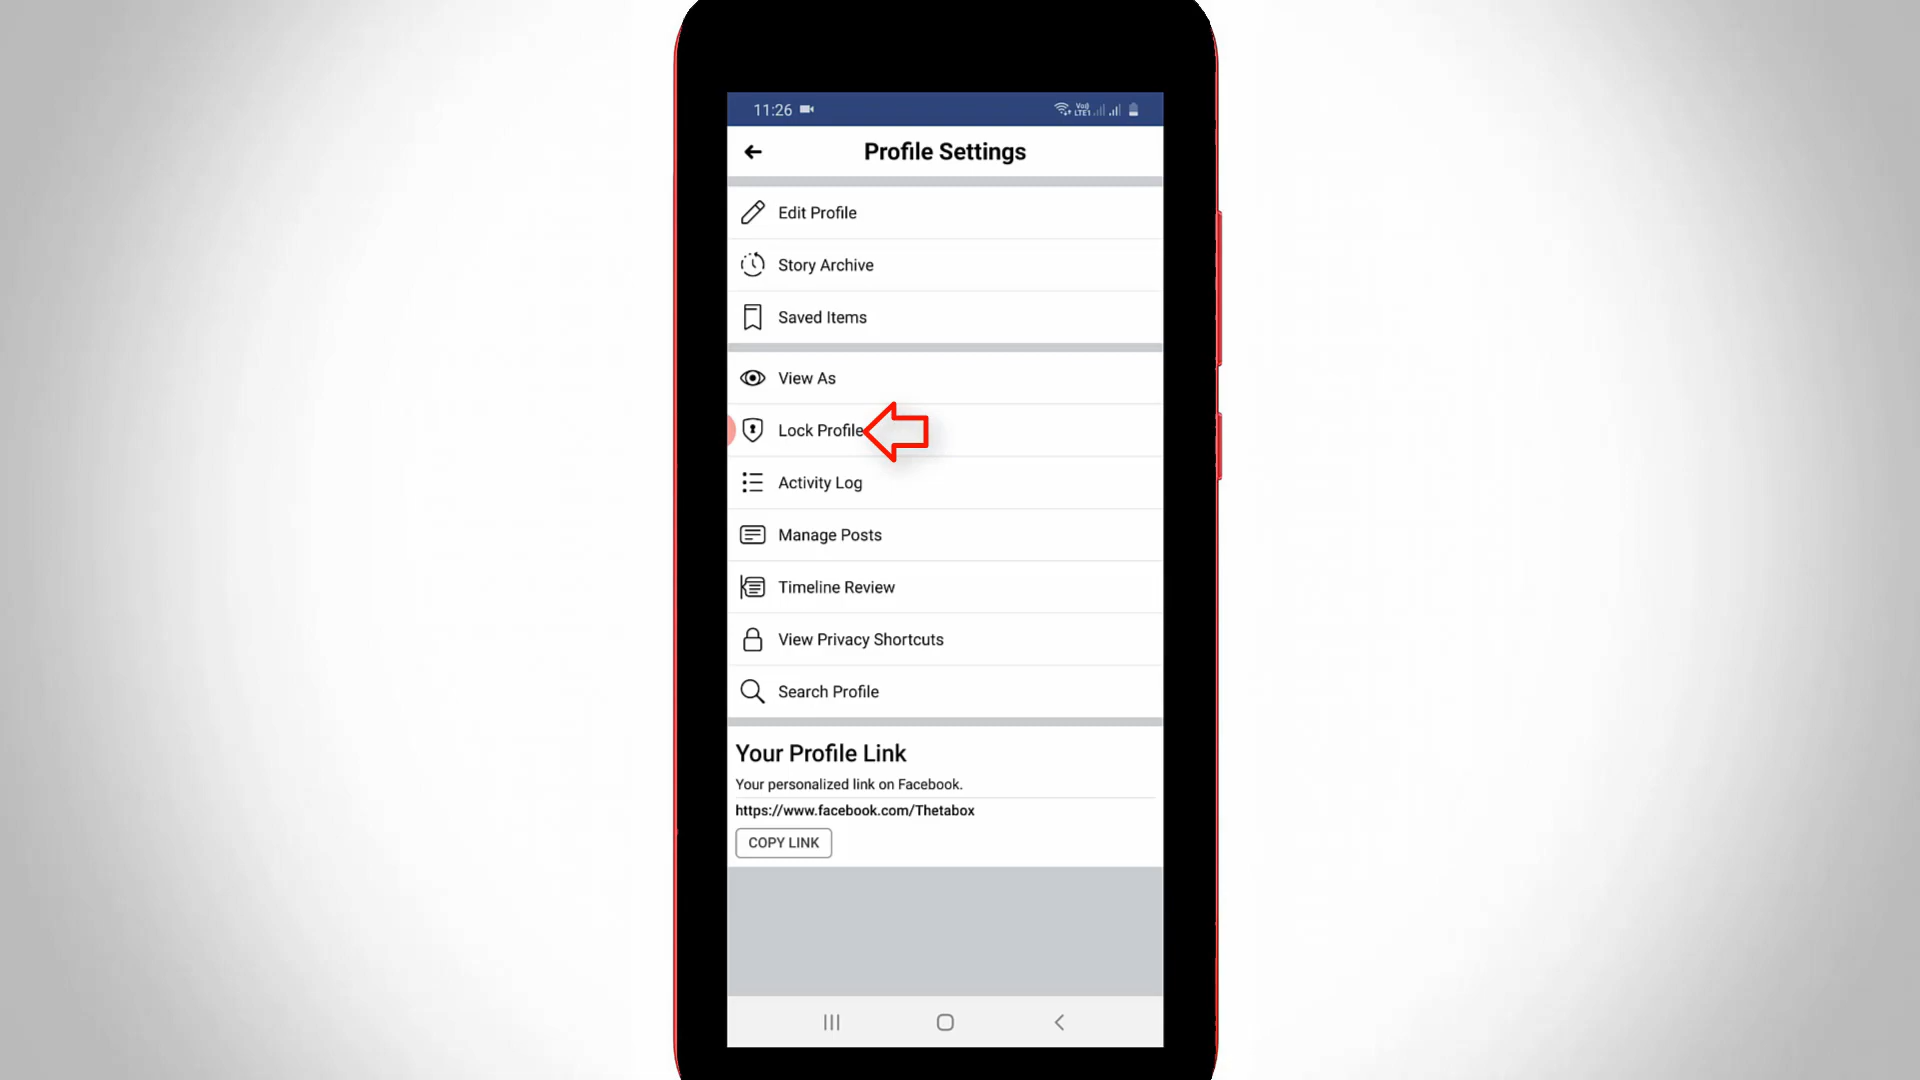 11:26
Vo) LTE1
Profile Settings
Edit Profile
Story Archive
Saved Items
View As
Lock Profile
Activity Log
Manage Posts
Timeline Review
View Privacy Shortcuts
Search Profile
Your Profile Link
Your personalized link on Facebook.
https://www.facebook.com/Thetabox
COPY LINK